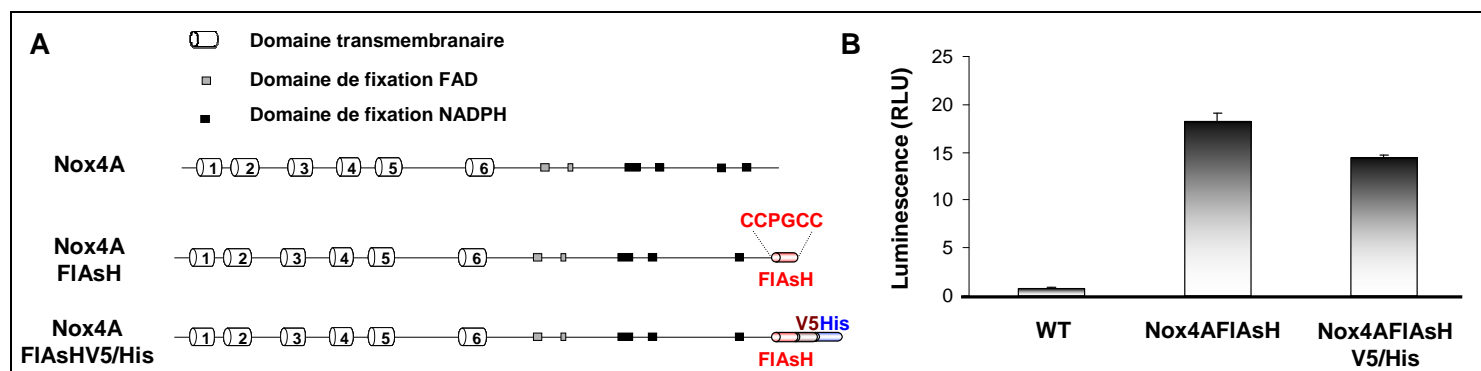 A
Domaine transmembranaire
Domaine de fixation FAD
Domaine de fixation NADPH
Nox4A
1 2 3 4 5 6
Nox4A
FlAsH
1 2 3 4 5 6
CCPGCC
FlAsH
Nox4A
FlAsHV5/His
1 2 3 4 5 6
V5His
FlAsH
B
Luminescence (RLU)
25
20
15
10
5
0
WT
Nox4AFlAsH
Nox4AFlAsH
V5/His